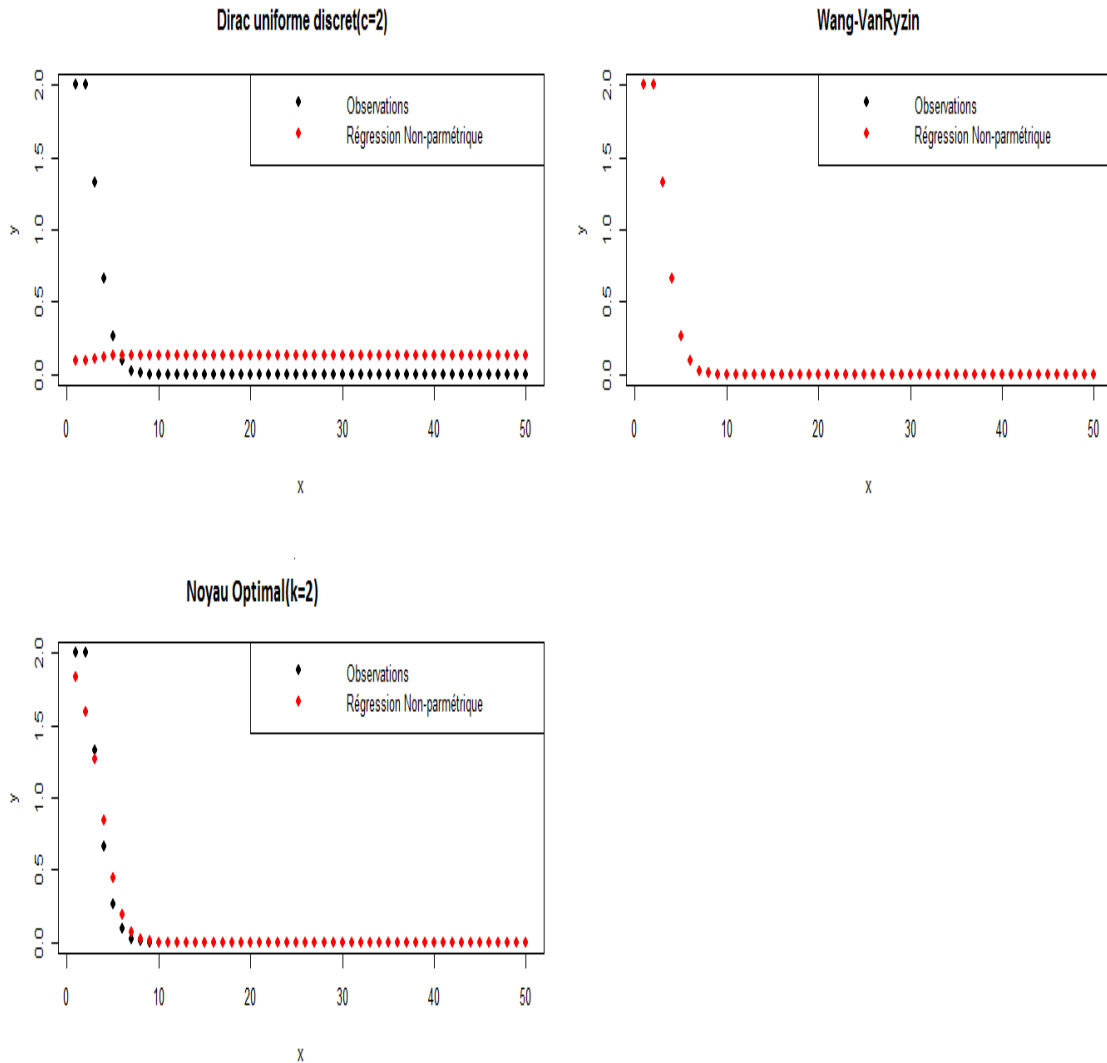 Dirac uniforme discret(c=2)
Observations
Régression Non-parmétrique
y
0.0 0.5 1.0 1.5 2.0
0 10 20 30 40 50
X
Wang-VanRyzin
Observations
Régression Non-parmétrique
y
0.0 0.5 1.0 1.5 2.0
0 10 20 30 40 50
X
Noyau Optimal(k=2)
Observations
Régression Non-parmétrique
y
0.0 0.5 1.0 1.5 2.0
0 10 20 30 40 50
X